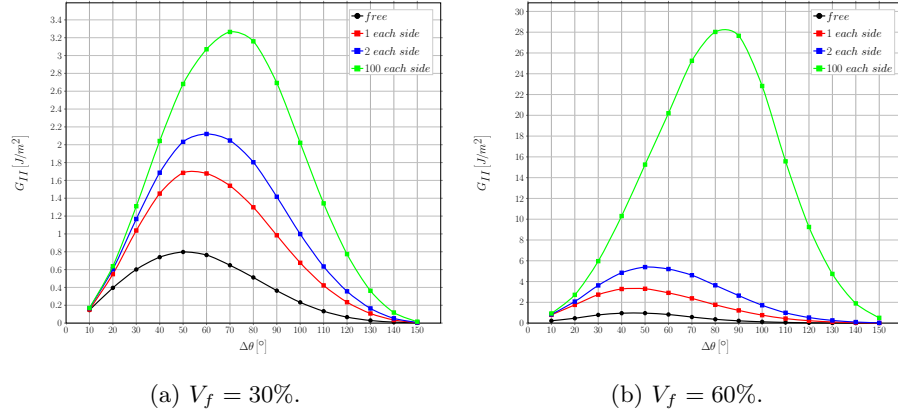 3.4
3.2
3
2.8
2.6
2.4
2.2
2
1.8
1.6
1.4
1.2
1
0.8
0.6
0.4
0.2
0
G_{II} [J/m²]
0 10 20 30 40 50 60 70 80 90 100 110 120 130 140 150
Δθ [°]
free
1 each side
2 each side
100 each side
(a) V_f = 30%.
28
26
24
22
20
18
16
14
12
10
8
6
4
2
0
G_{II} [J/m²]
0 10 20 30 40 50 60 70 80 90 100 110 120 130 140 150
Δθ [°]
free
1 each side
2 each side
100 each side
(b) V_f = 60%.